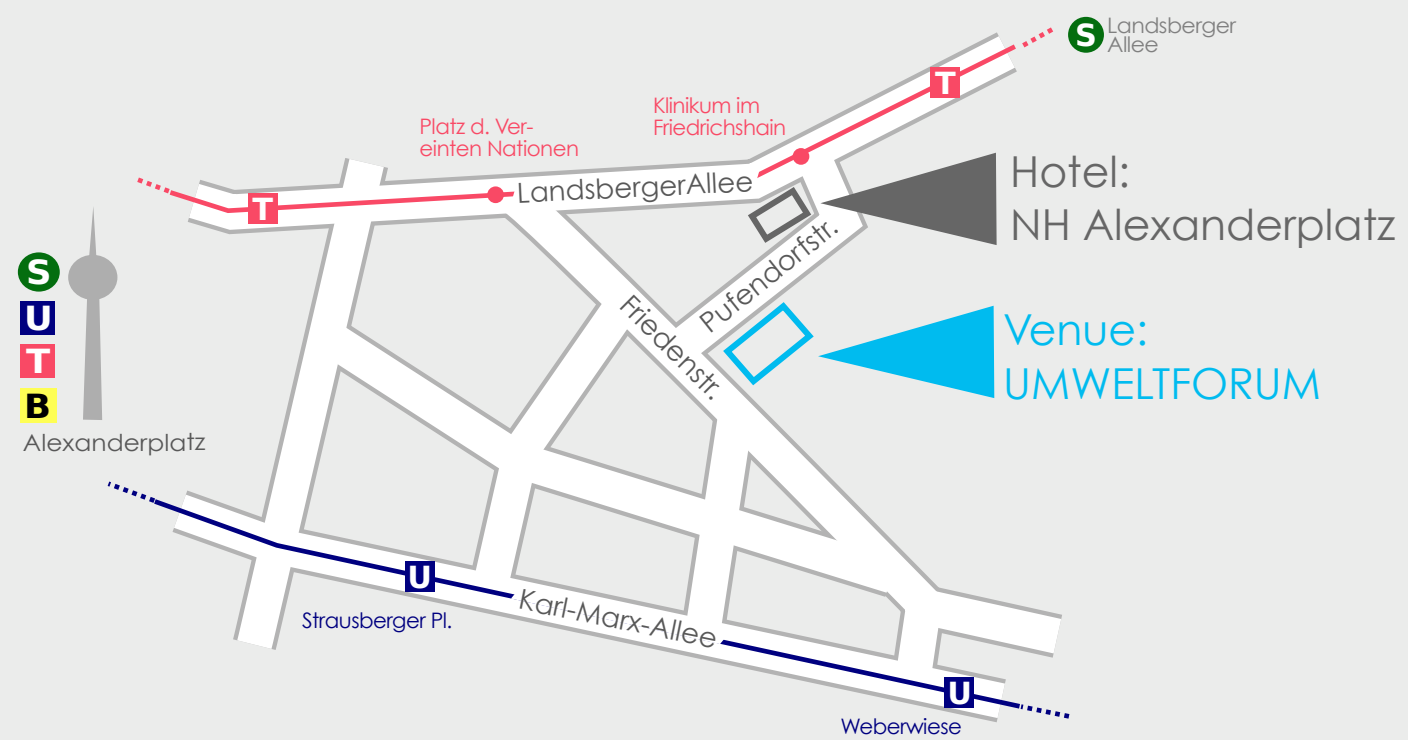 S
Landsberger
Allee
T
Klinikum im
Friedrichshain
Platz d. Ver-
einten Nationen
LandsbergerAllee
T
Hotel:
NH Alexanderplatz
Pufendorfstr.
Friedenstr.
Venue:
UMWELTFORUM
S
U
T
B
Alexanderplatz
U
Strausberger Pl.
Karl-Marx-Allee
U
Weberwiese